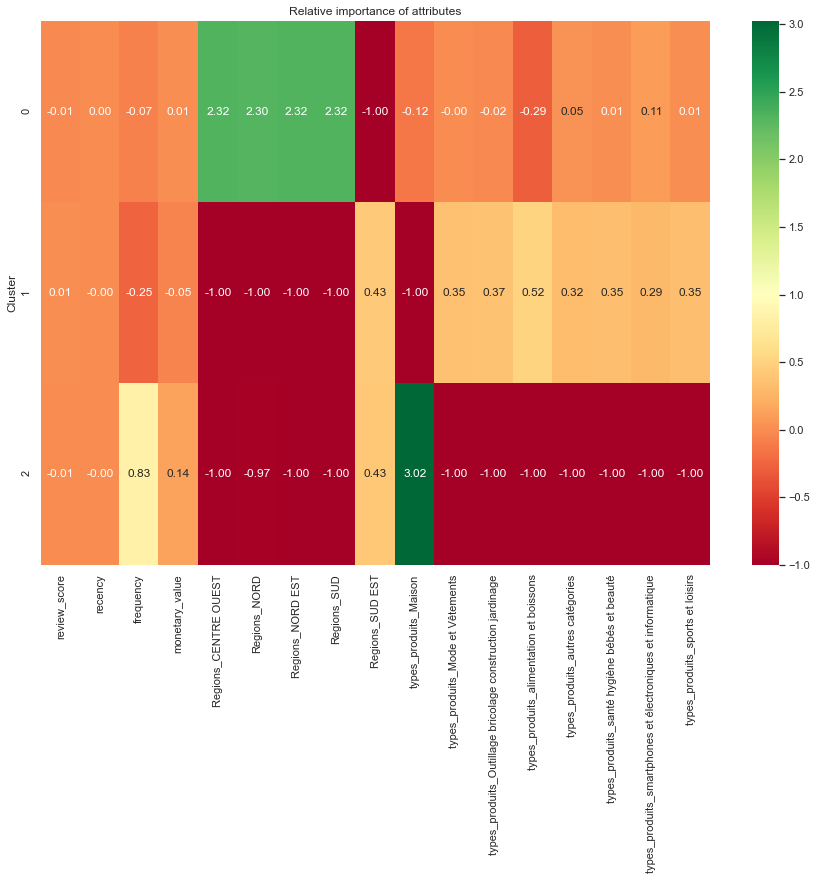 Relative importance of attributes
Cluster
0
-0.01 0.00 -0.07 0.01 2.32 2.30 2.32 2.32 -1.00 -0.12 -0.00 -0.02 -0.29 0.05 0.01 0.11 0.01
1
0.01 -0.00 -0.25 -0.05 -1.00 -1.00 -1.00 -1.00 0.43 -1.00 0.35 0.37 0.52 0.32 0.35 0.29 0.35
2
-0.01 -0.00 0.83 0.14 -1.00 -0.97 -1.00 -1.00 0.43 3.02 -1.00 -1.00 -1.00 -1.00 -1.00 -1.00 -1.00
review_score
recency
frequency
monetary_value
Regions_CENTRE OUEST
Regions_NORD
Regions_NORD EST
Regions_SUD
Regions_SUD EST
types_produits_Maison
types_produits_Mode et Vêtements
types_produits_Outillage bricolage construction jardinage
types_produits_alimentation et boissons
types_produits_autres catégories
types_produits_santé hygiène bébés et beauté
types_produits_smartphones et électroniques et informatique
types_produits_sports et loisirs
3.0
2.5
2.0
1.5
1.0
0.5
0.0
−0.5
−1.0